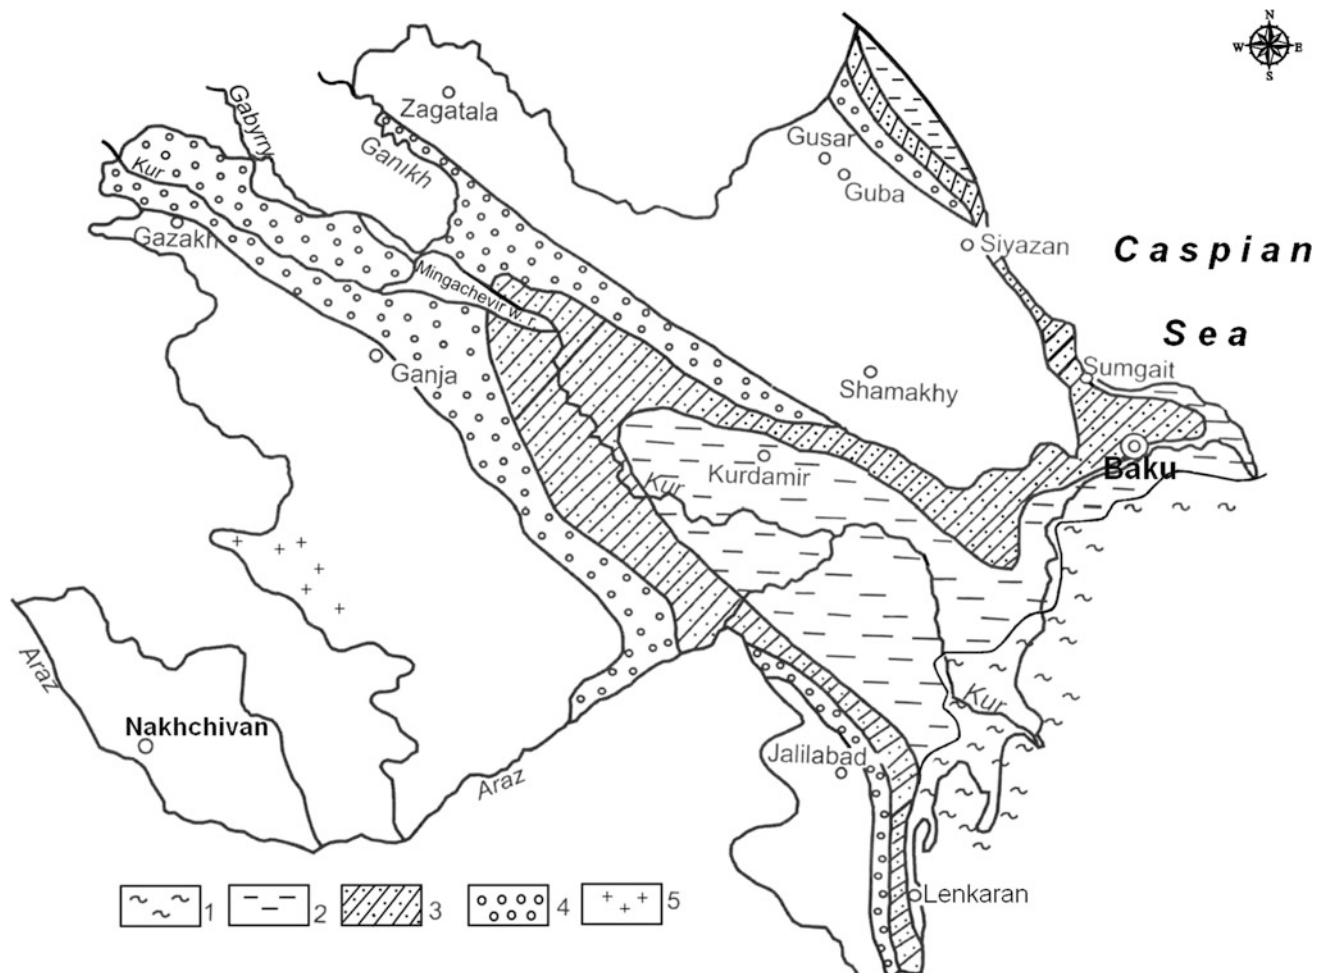 N
W E
S
Zagatala
Gabyrry
Ganikh
Kur
Gazakh
Gusar
Guba
Siyazan
Caspian
Sea
Mingachevir w. r.
Ganja
Shamakhy
Sumgait
Baku
Kurdamir
Kur
Araz
Nakhchivan
Kur
Jalilabad
Araz
Lenkaran
1
2
3
4
5